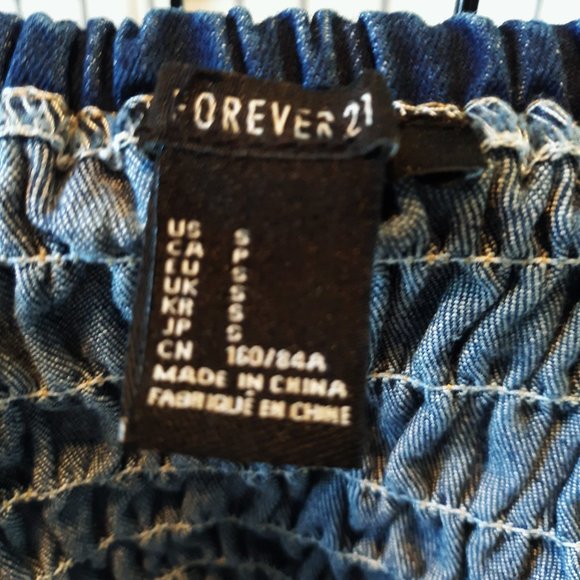 FOREVER 21
US S
CA P
EU S
UK S
KR S
JP S
CN 160/84A
MADE IN CHINA
FABRIQUÉ EN CHINE